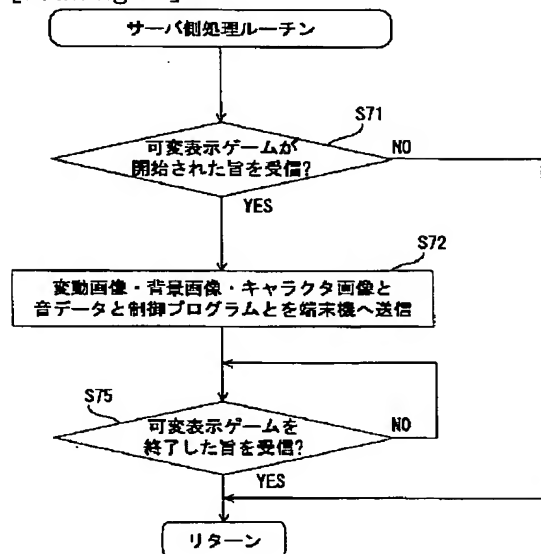 サーバ側処理ルーチン
S71
可変表示ゲームが
開始された旨を受信?
NO
YES
S72
変動画像・背景画像・キャラクタ画像と
音データと制御プログラムとを端末機へ送信
S75
可変表示ゲームを
終了した旨を受信?
NO
YES
リターン